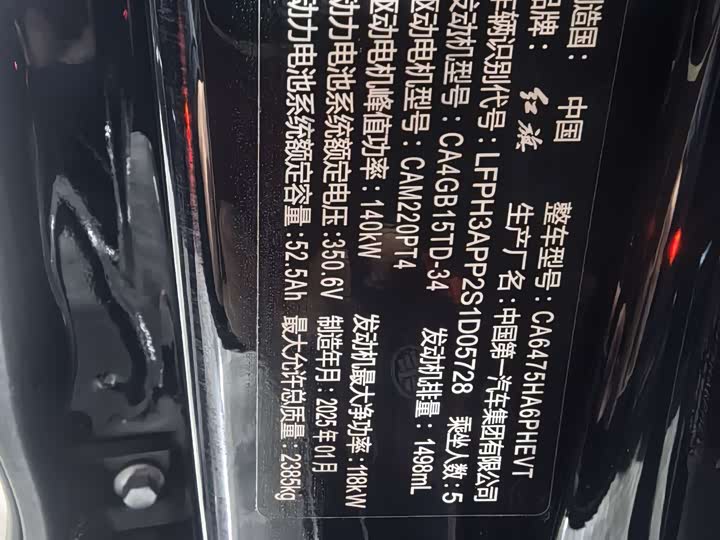 制造国： 中国
品牌： 红旗 整车型号：CA6475HA6PHEVT
生产厂名：中国第一汽车集团有限公司
车辆识别代号：LFPH3APP2S1D05728 乘坐人数：5
发动机型号：CA4GB15TD-34 发动机排量：1498mL
驱动电机型号：CAM220PT4
驱动电机峰值功率：140kW 发动机最大净功率：118kW
动力电池系统额定电压：350.6V 制造年月：2025年01月
动力电池系统额定容量：52.5Ah 最大允许总质量：2385kg